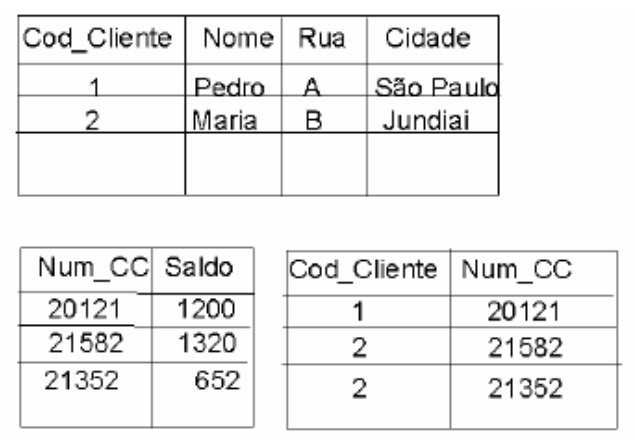 Cod_Cliente Nome Rua Cidade
1 Pedro A São Paulo
2 Maria B Jundiai
Num_CC Saldo
20121 1200
21582 1320
21352 652
Cod_Cliente Num_CC
1 20121
2 21582
2 21352